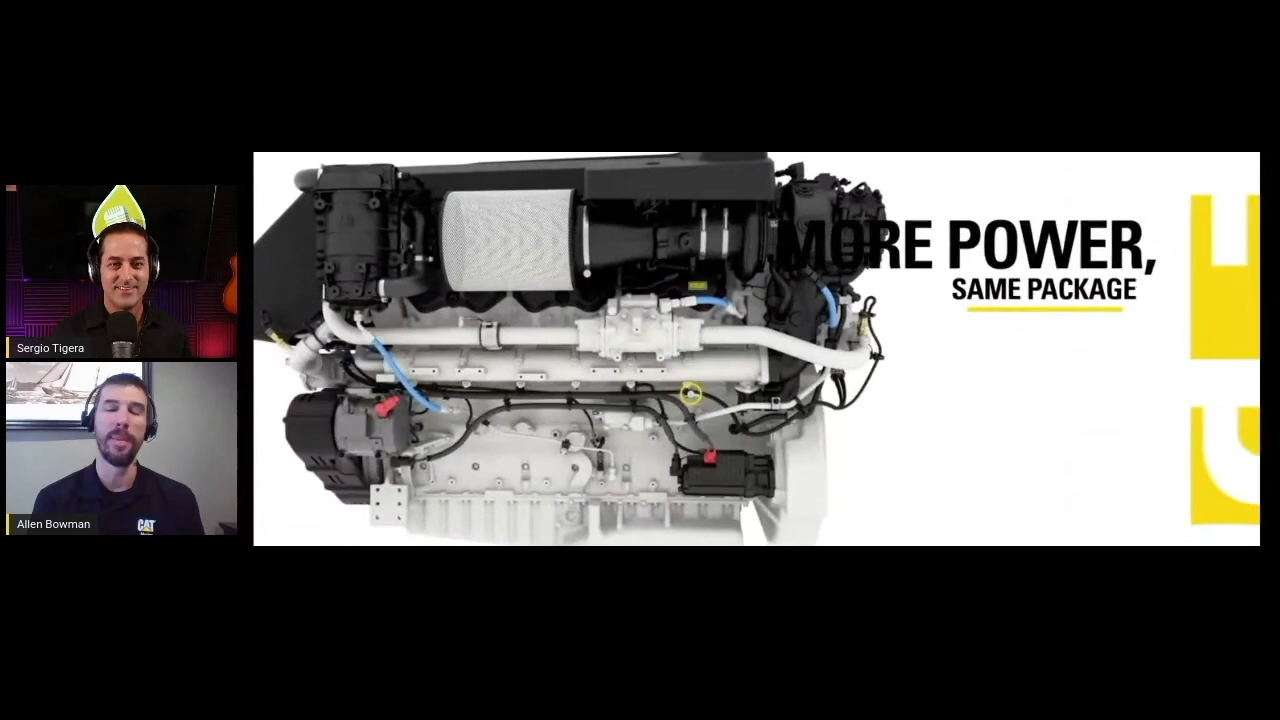 MORE POWER,
SAME PACKAGE
Sergio Tigera
Allen Bowman
CAT